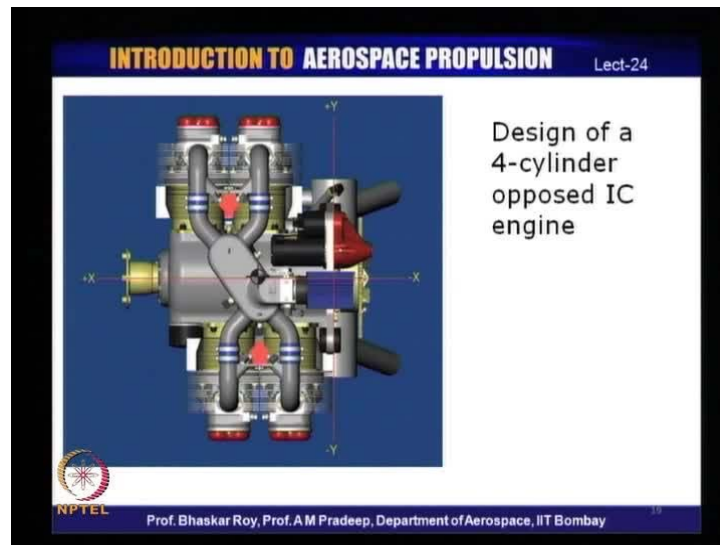 INTRODUCTION TO AEROSPACE PROPULSION
Lect-24
+Y
Design of a
4-cylinder
opposed IC
engine
+X
-X
-Y
NPTEL
Prof. Bhaskar Roy, Prof. A M Pradeep, Department of Aerospace, IIT Bombay